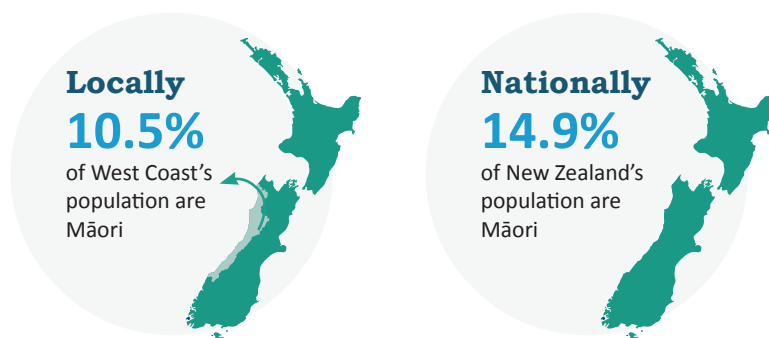 Locally
10.5%
of West Coast's
population are
Māori
Nationally
14.9%
of New Zealand's
population are
Māori